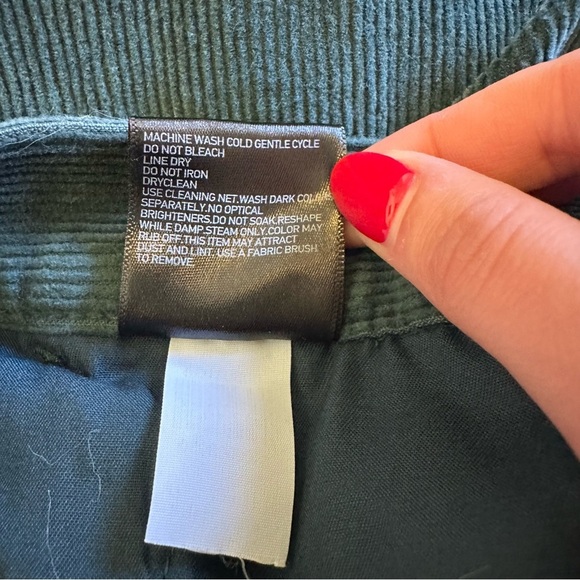 MACHINE WASH COLD GENTLE CYCLE
DO NOT BLEACH
LINE DRY
DO NOT IRON
DRYCLEAN
USE CLEANING NET.WASH DARK
SEPARATELY.NO OPTICAL
BRIGHTENERS.DO NOT SOAK.RESHAPE
WHILE DAMP.STEAM ONLY.COLOR MAY
RUB OFF.THIS ITEM MAY ATTRACT
DUST AND LINT. USE A FABRIC BRUSH
TO REMOVE